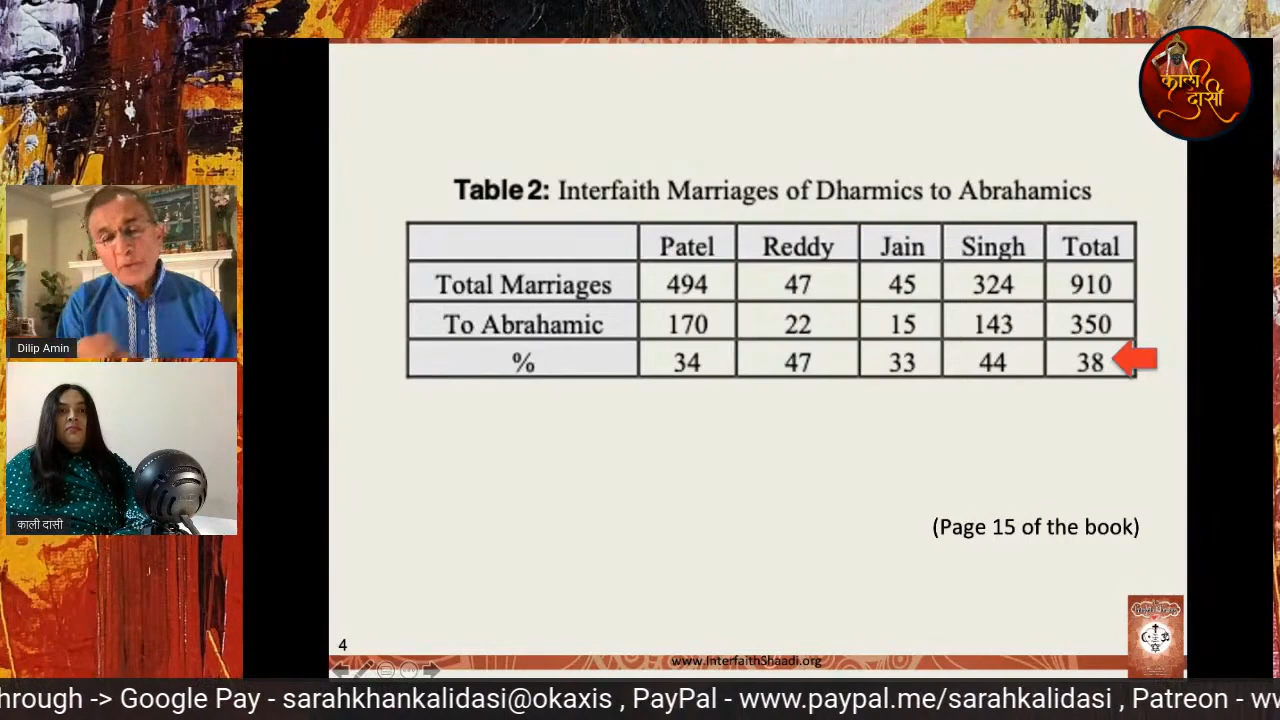 काली
दासी
Table 2: Interfaith Marriages of Dharmics to Abrahamics
Patel Reddy Jain Singh Total
Total Marriages 494 47 45 324 910
To Abrahamic 170 22 15 143 350
% 34 47 33 44 38
Dilip Amin
काली दासी
(Page 15 of the book)
4
www.InterfaithShaadi.org
hrough -> Google Pay - sarahkhankalidasi@okaxis , PayPal - www.paypal.me/sarahkalidasi , Patreon - ww